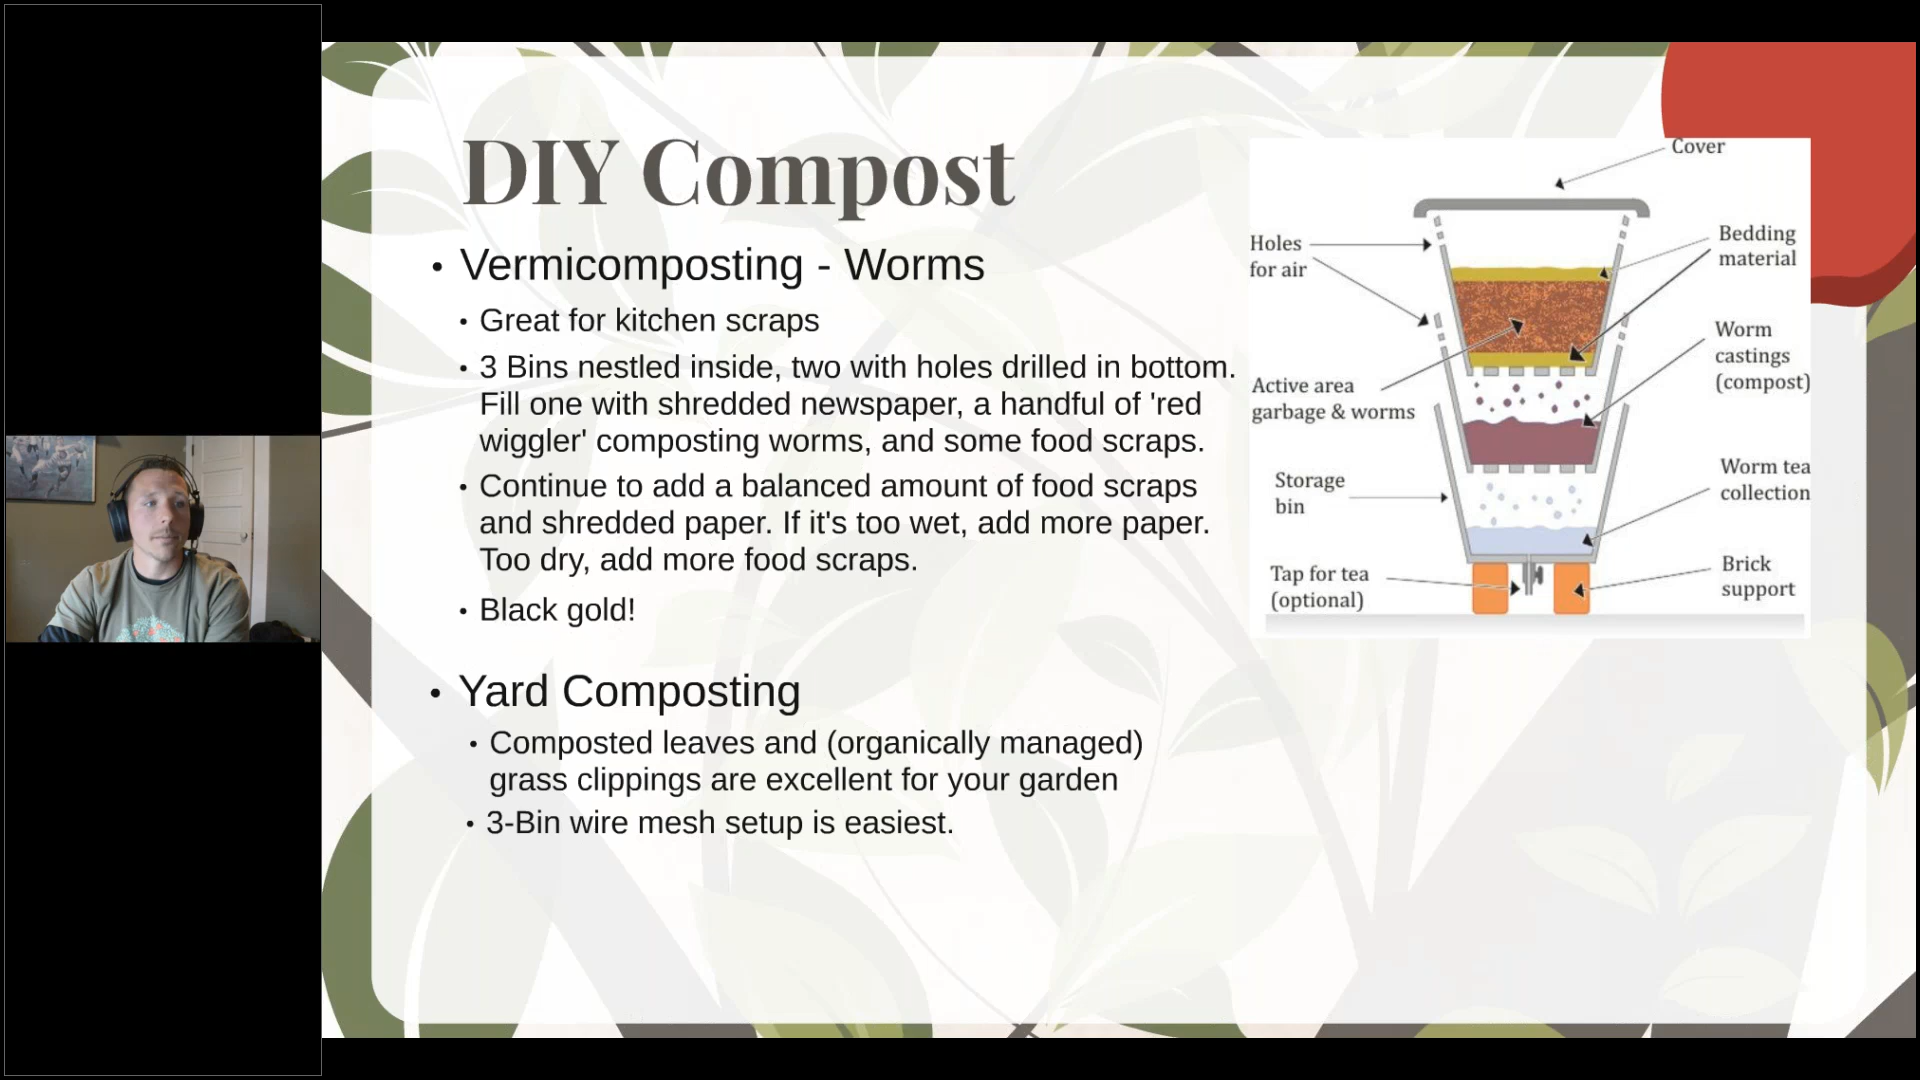 DIY Compost
• Vermicomposting - Worms
• Great for kitchen scraps
• 3 Bins nestled inside, two with holes drilled in bottom.
Fill one with shredded newspaper, a handful of 'red
wiggler' composting worms, and some food scraps.
• Continue to add a balanced amount of food scraps
and shredded paper. If it's too wet, add more paper.
Too dry, add more food scraps.
• Black gold!
• Yard Composting
• Composted leaves and (organically managed)
grass clippings are excellent for your garden
• 3-Bin wire mesh setup is easiest.
Cover
Holes
for air
Bedding
material
Worm
castings
(compost)
Active area
garbage & worms
Storage
bin
Worm tea
collection
Tap for tea
(optional)
Brick
support